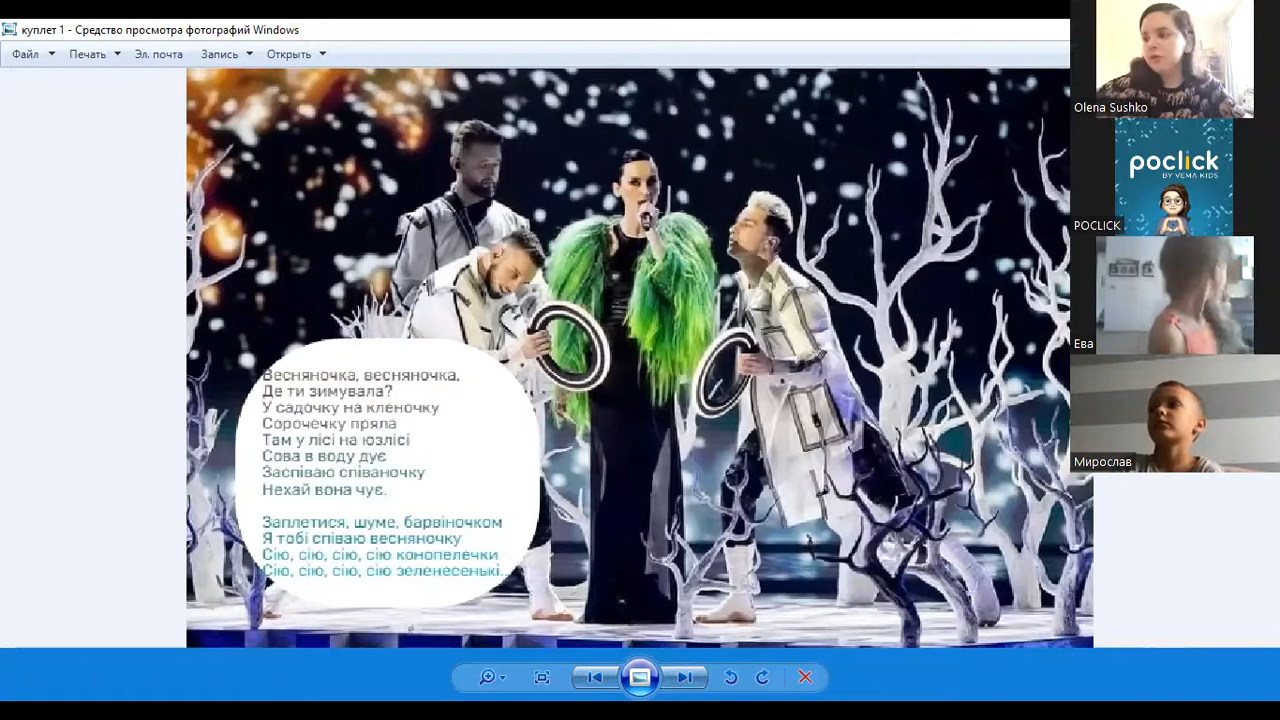 куплет 1 - Средство просмотра фотографий Windows
Файл Печать Эл. почта Запись Открыть
Весняночка, весняночка,
Де ти зимувала?
У садочку на кленочку
Сорочечку пряла
Там у лісі на юзлісі
Сова в воду дує
Заспіваю співаночку
Нехай вона чує.
Заплетися, шуме, барвіночком
Я тобі співаю весняночку
Сію, сію, сію, сію конопелечки
Сію, сію, сію, сію зеленесенькі...
Olena Sushko
poclick
BY VEMA KIDS
POCLICK
Ева
Мирослав